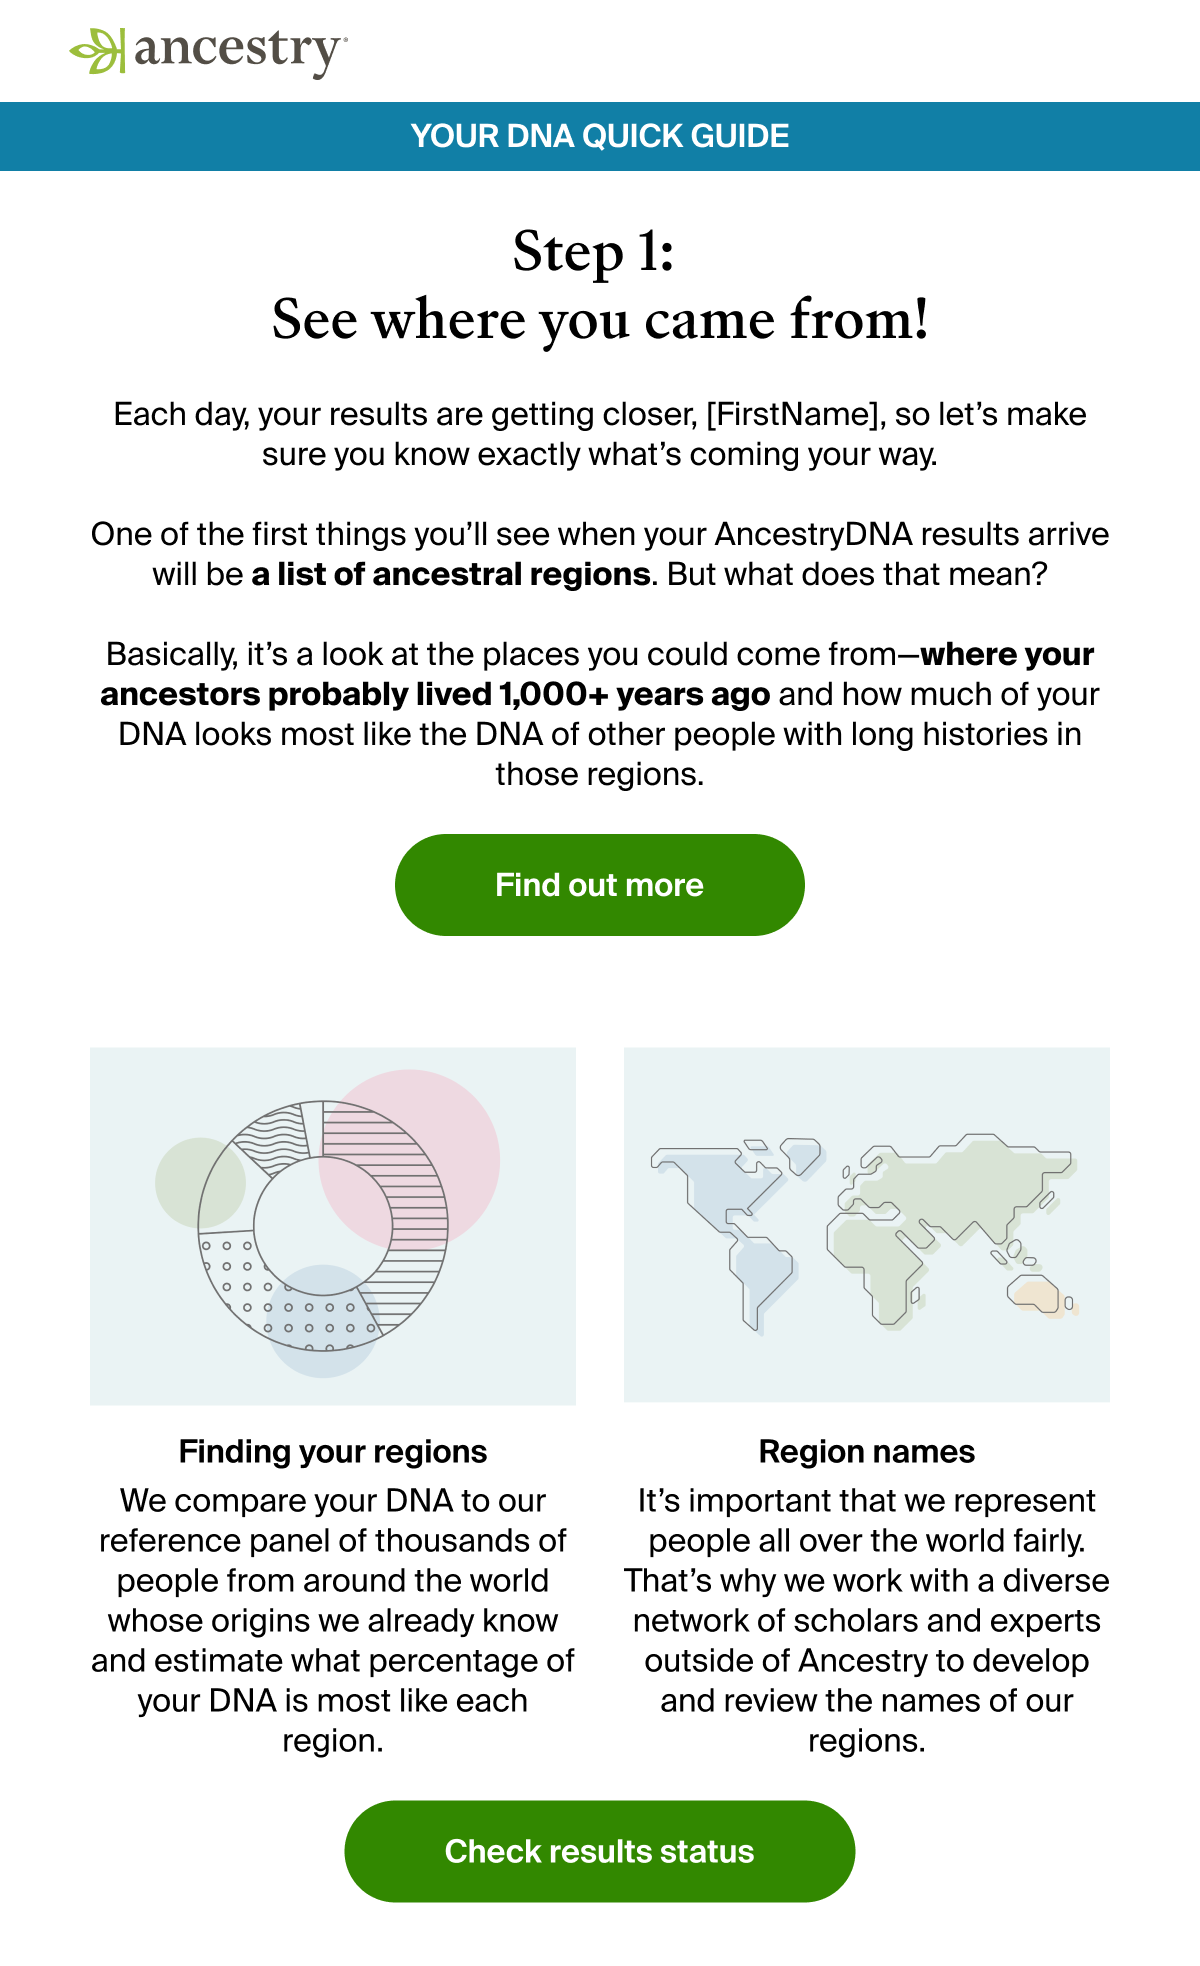 ancestry®
YOUR DNA QUICK GUIDE
Step 1:
See where you came from!
Each day, your results are getting closer, [FirstName], so let’s make
sure you know exactly what’s coming your way.
One of the first things you’ll see when your AncestryDNA results arrive
will be a list of ancestral regions. But what does that mean?
Basically, it’s a look at the places you could come from—where your
ancestors probably lived 1,000+ years ago and how much of your
DNA looks most like the DNA of other people with long histories in
those regions.
Find out more
Finding your regions
We compare your DNA to our
reference panel of thousands of
people from around the world
whose origins we already know
and estimate what percentage of
your DNA is most like each
region.
Region names
It’s important that we represent
people all over the world fairly.
That’s why we work with a diverse
network of scholars and experts
outside of Ancestry to develop
and review the names of our
regions.
Check results status